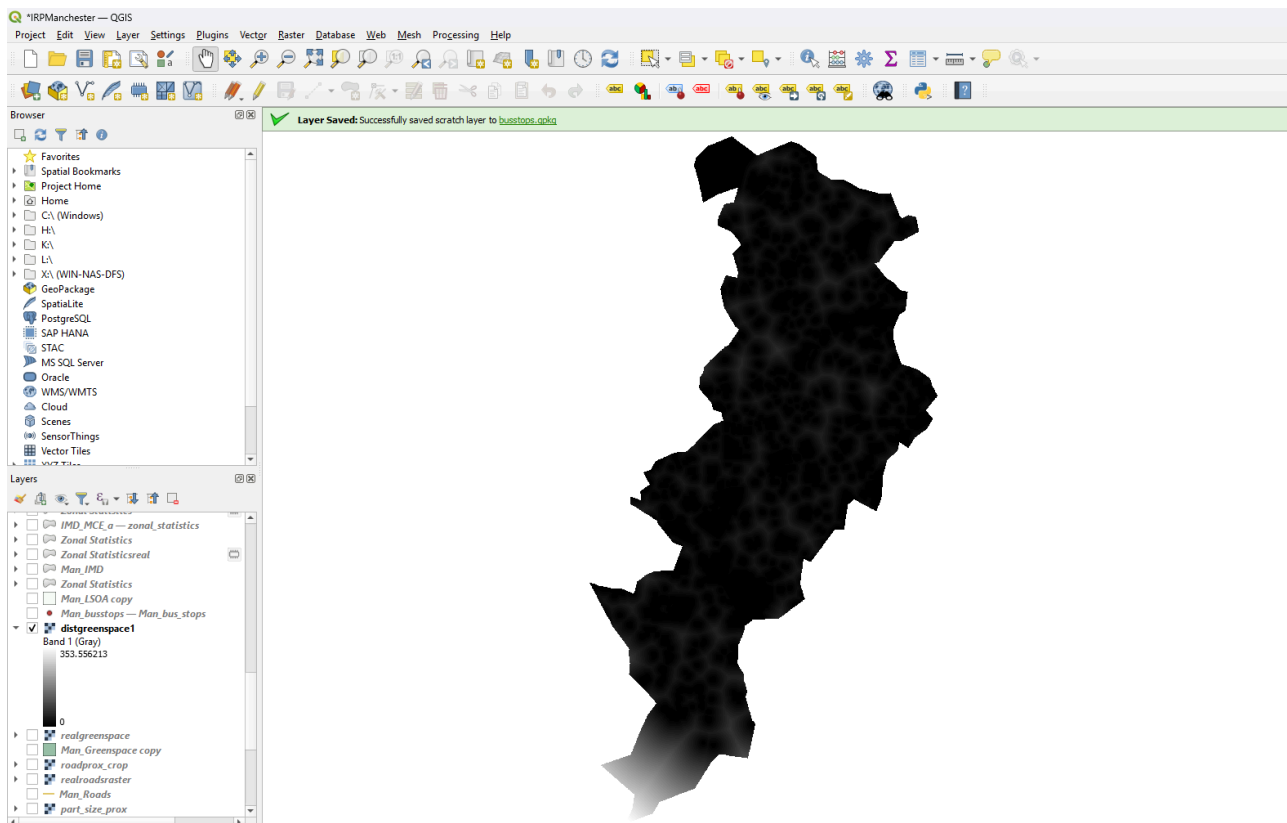 *IRPManchester — QGIS
Project Edit View Layer Settings Plugins Vector Raster Database Web Mesh Processing Help
Browser
Layer Saved: Successfully saved scratch layer to busstops.gpkg
Favorites
Spatial Bookmarks
Project Home
Home
C:\ (Windows)
H:\
K:\
L:\
X:\ (WIN-NAS-DFS)
GeoPackage
SpatiaLite
PostgreSQL
SAP HANA
STAC
MS SQL Server
Oracle
WMS/WMTS
Cloud
Scenes
SensorThings
Vector Tiles
XYZ Tiles
Layers
Zonal Statistics
IMD_MCE_a — zonal_statistics
Zonal Statistics
Zonal Statisticsreal
Man_IMD
Zonal Statistics
Man_LSOA copy
Man_busstops — Man_bus_stops
distgreenspace1
Band 1 (Gray)
353.556213
0
realgreenspace
Man_Greenspace copy
roadprox_crop
realroadsraster
Man_Roads
part_size_prox